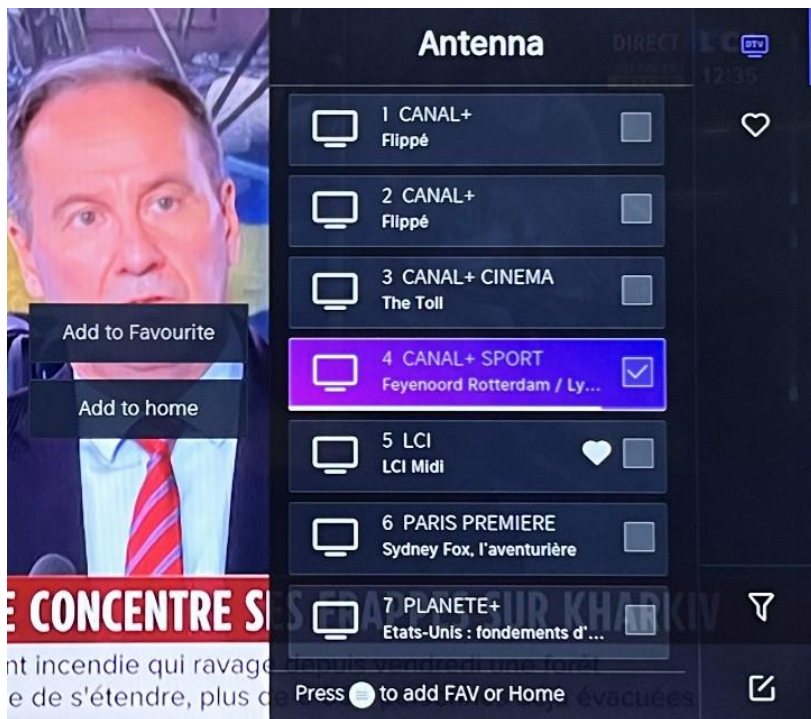 Antenna
DIRECT L C DTV
12:35
1 CANAL+
Flippé
2 CANAL+
Flippé
3 CANAL+ CINEMA
The Toll
Add to Favourite
4 CANAL+ SPORT
Feyenoord Rotterdam / Ly...
Add to home
5 LCI
LCI Midi
6 PARIS PREMIERE
Sydney Fox, l'aventurière
7 PLANETE+
Etats-Unis : fondements d'...
E CONCENTRE SES FRAPPES SUR KHARKIV
nt incendie qui ravage depuis vendredi une forêt
e de s'étendre, plus de évacuées
Press to add FAV or Home